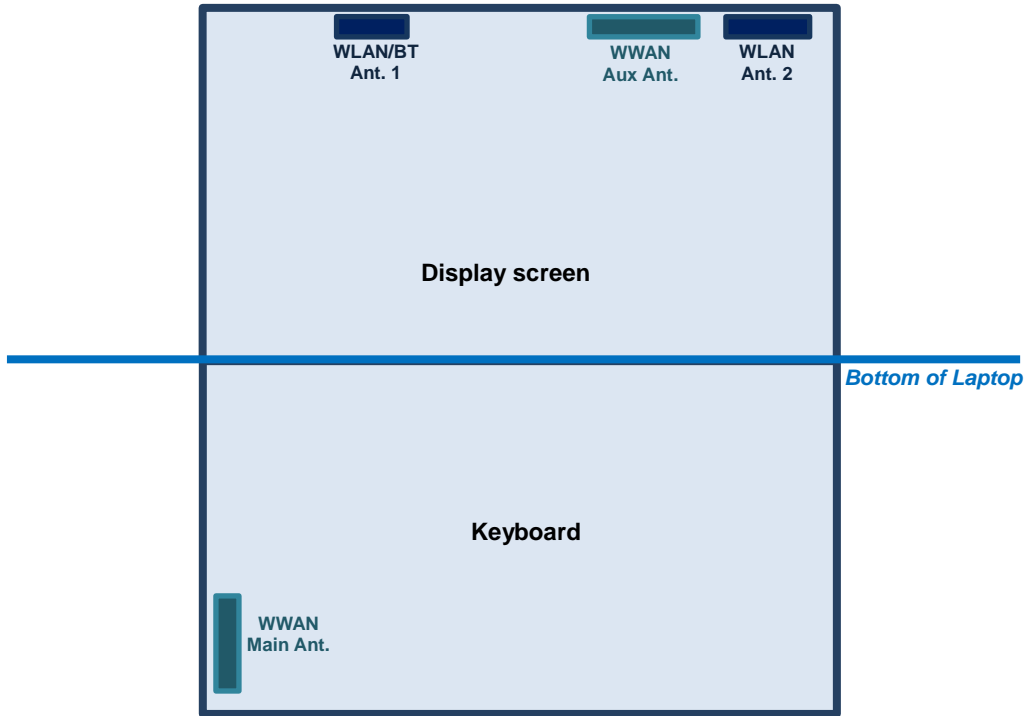 WLAN/BT
Ant. 1
WWAN
Aux Ant.
WLAN
Ant. 2
Display screen
Bottom of Laptop
Keyboard
WWAN
Main Ant.